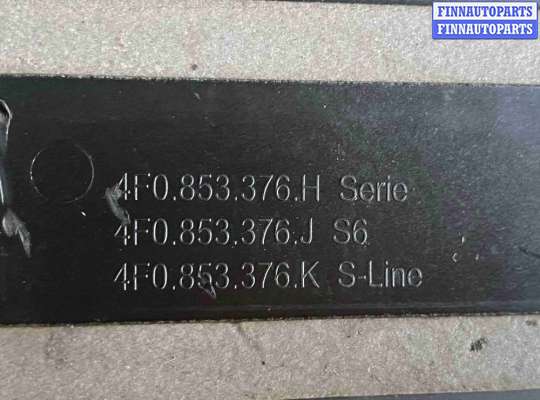 FINNAUTOPARTS
FINNAUTOPARTS
4F0.853.376.H Serie
4F0.853.376.J S6
4F0.853.376.K S-Line